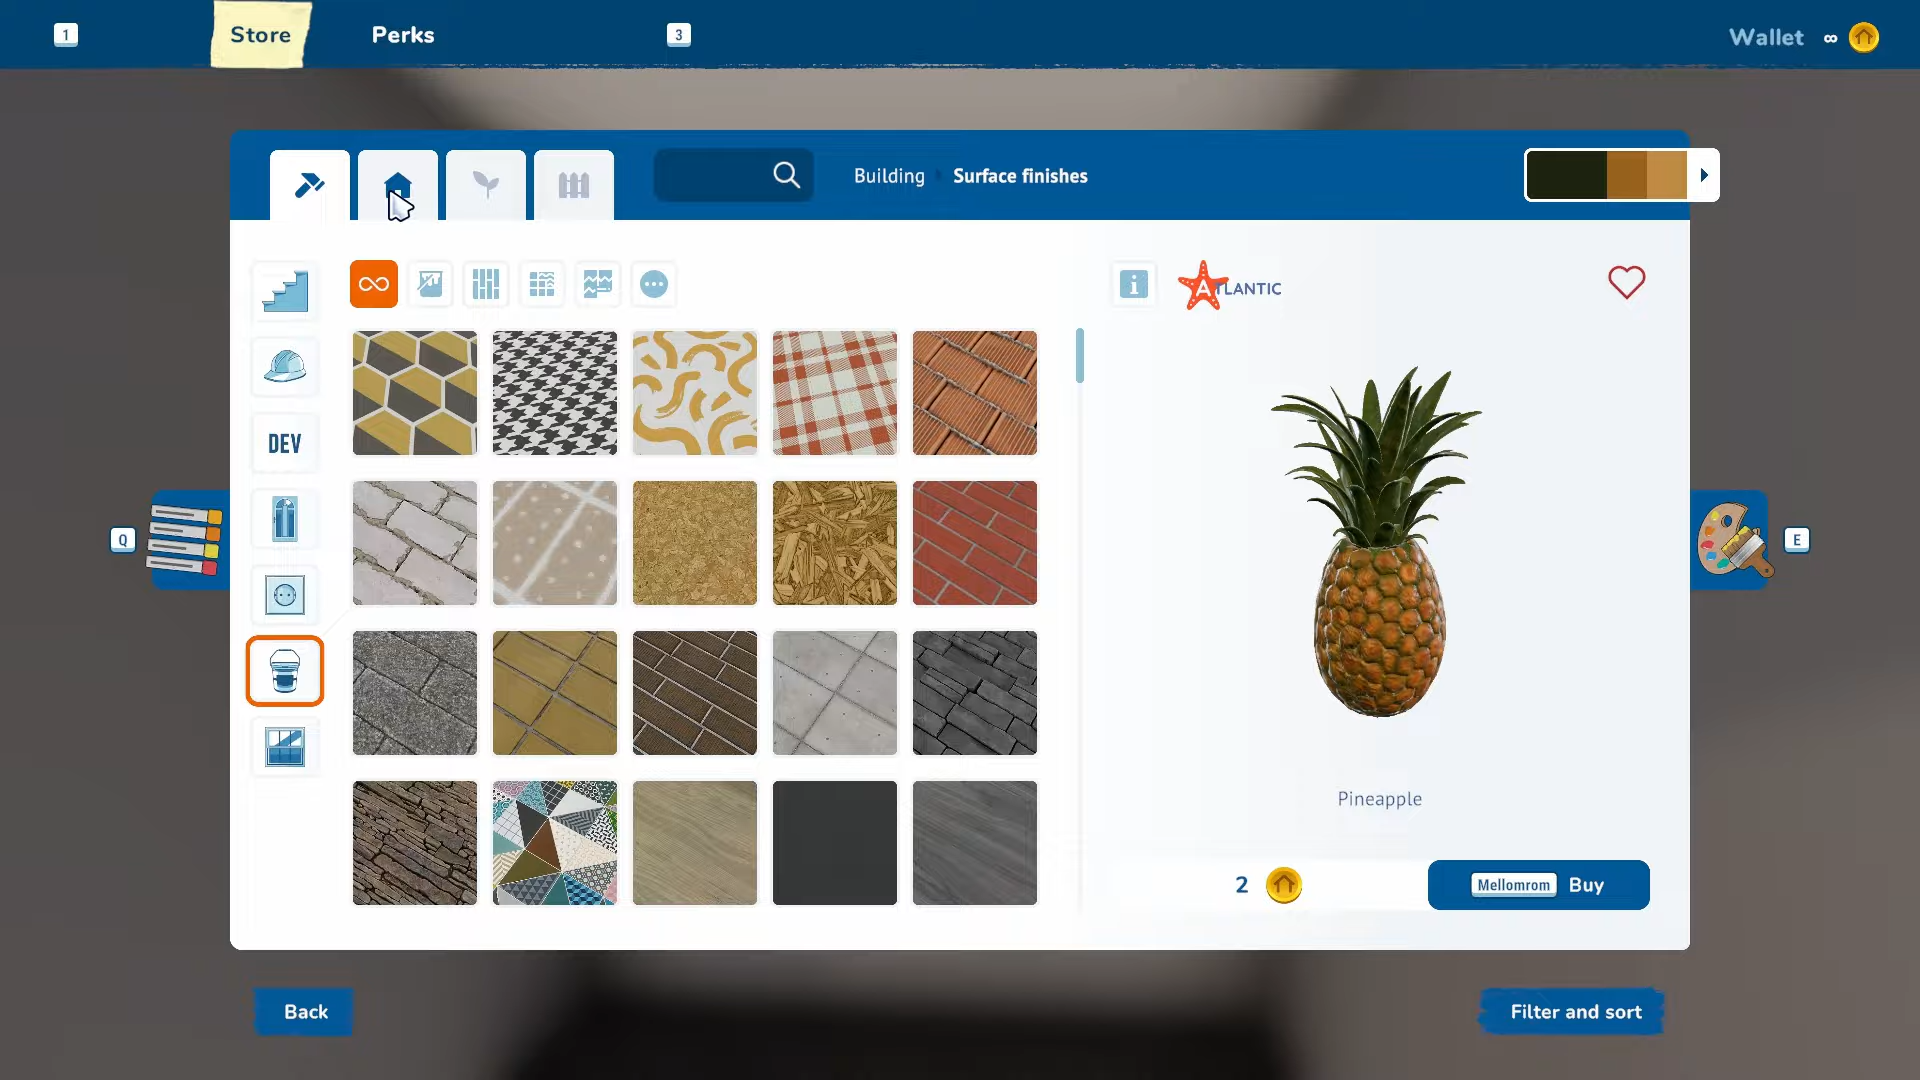 1
Store
Perks
3
Wallet ∞
Building
Surface finishes
DEV
ATLANTIC
Q
E
Pineapple
2
Mellomrom
Buy
Back
Filter and sort